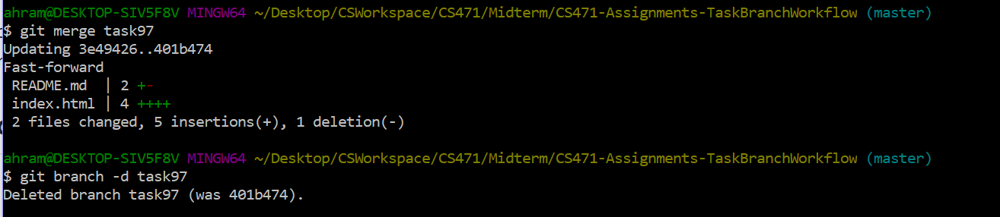 ahram@DESKTOP-SIV5F8V MINGW64 ~/Desktop/CSWorkspace/CS471/Midterm/CS471-Assignments-TaskBranchWorkflow (master)
$ git merge task97
Updating 3e49426..401b474
Fast-forward
 README.md  | 2 +-
 index.html | 4 ++++
 2 files changed, 5 insertions(+), 1 deletion(-)

ahram@DESKTOP-SIV5F8V MINGW64 ~/Desktop/CSWorkspace/CS471/Midterm/CS471-Assignments-TaskBranchWorkflow (master)
$ git branch -d task97
Deleted branch task97 (was 401b474).